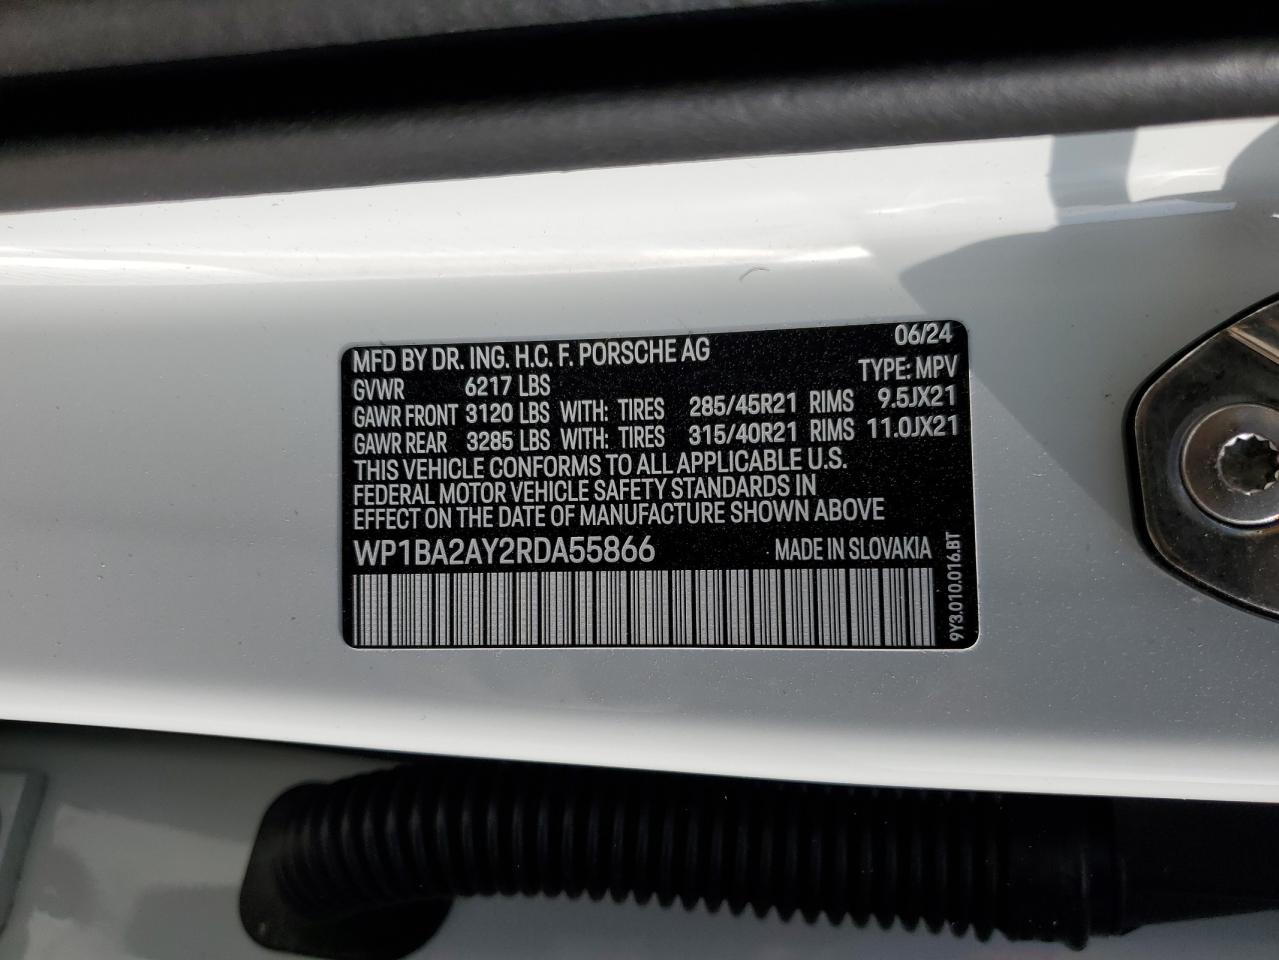 06/24
MFD BY DR. ING. H.C. F. PORSCHE AG
GVWR 6217 LBS TYPE: MPV
GAWR FRONT 3120 LBS WITH: TIRES 285/45R21 RIMS 9.5JX21
GAWR REAR 3285 LBS WITH: TIRES 315/40R21 RIMS 11.0JX21
THIS VEHICLE CONFORMS TO ALL APPLICABLE U.S.
FEDERAL MOTOR VEHICLE SAFETY STANDARDS IN
EFFECT ON THE DATE OF MANUFACTURE SHOWN ABOVE
WP1BA2AY2RDA55866 MADE IN SLOVAKIA
9Y3.010.016.BT